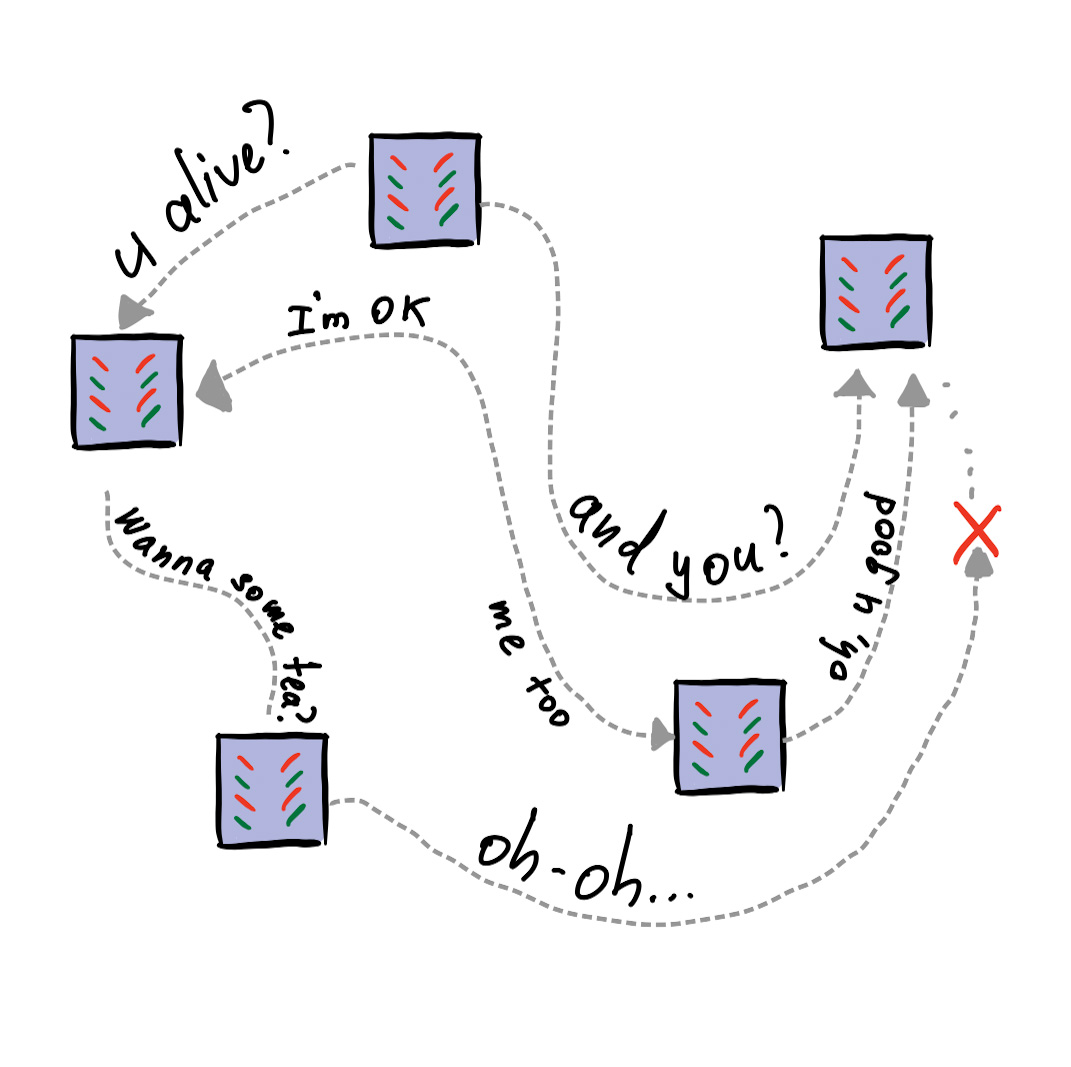 u alive?
I'm OK
and you?
wanna some tea?
me too
oh, u good
oh-oh...